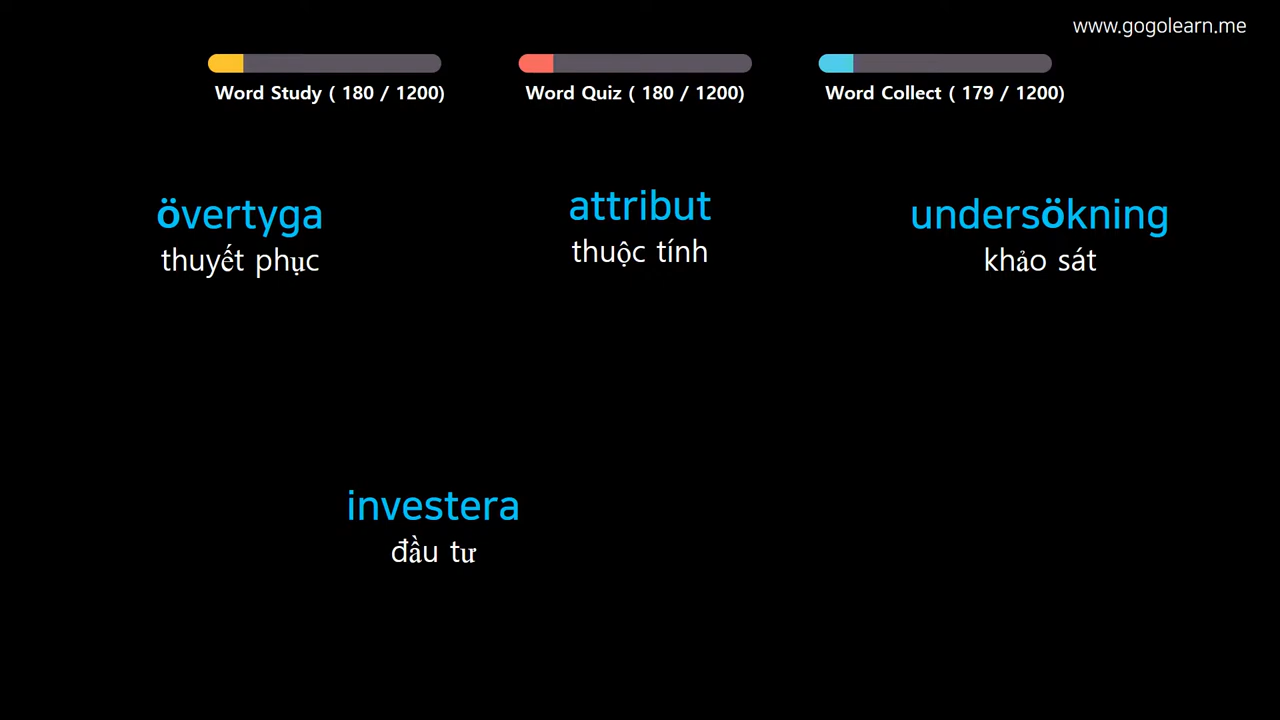 www.gogolearn.me
Word Study ( 180 / 1200)
Word Quiz ( 180 / 1200)
Word Collect ( 179 / 1200)
övertyga
thuyết phục
attribut
thuộc tính
undersökning
khảo sát
investera
đầu tư